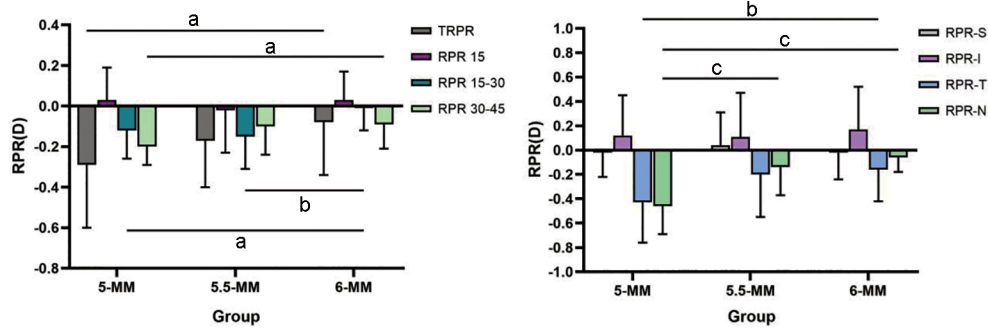 a
a
b
a
0.4
0.2
0.0
-0.2
-0.4
-0.6
-0.8
RPR(D)
5-MM
5.5-MM
6-MM
Group
TRPR
RPR 15
RPR 15-30
RPR 30-45
b
c
c
1.0
0.8
0.6
0.4
0.2
0.0
-0.2
-0.4
-0.6
-0.8
-1.0
RPR(D)
5-MM
5.5-MM
6-MM
Group
RPR-S
RPR-I
RPR-T
RPR-N